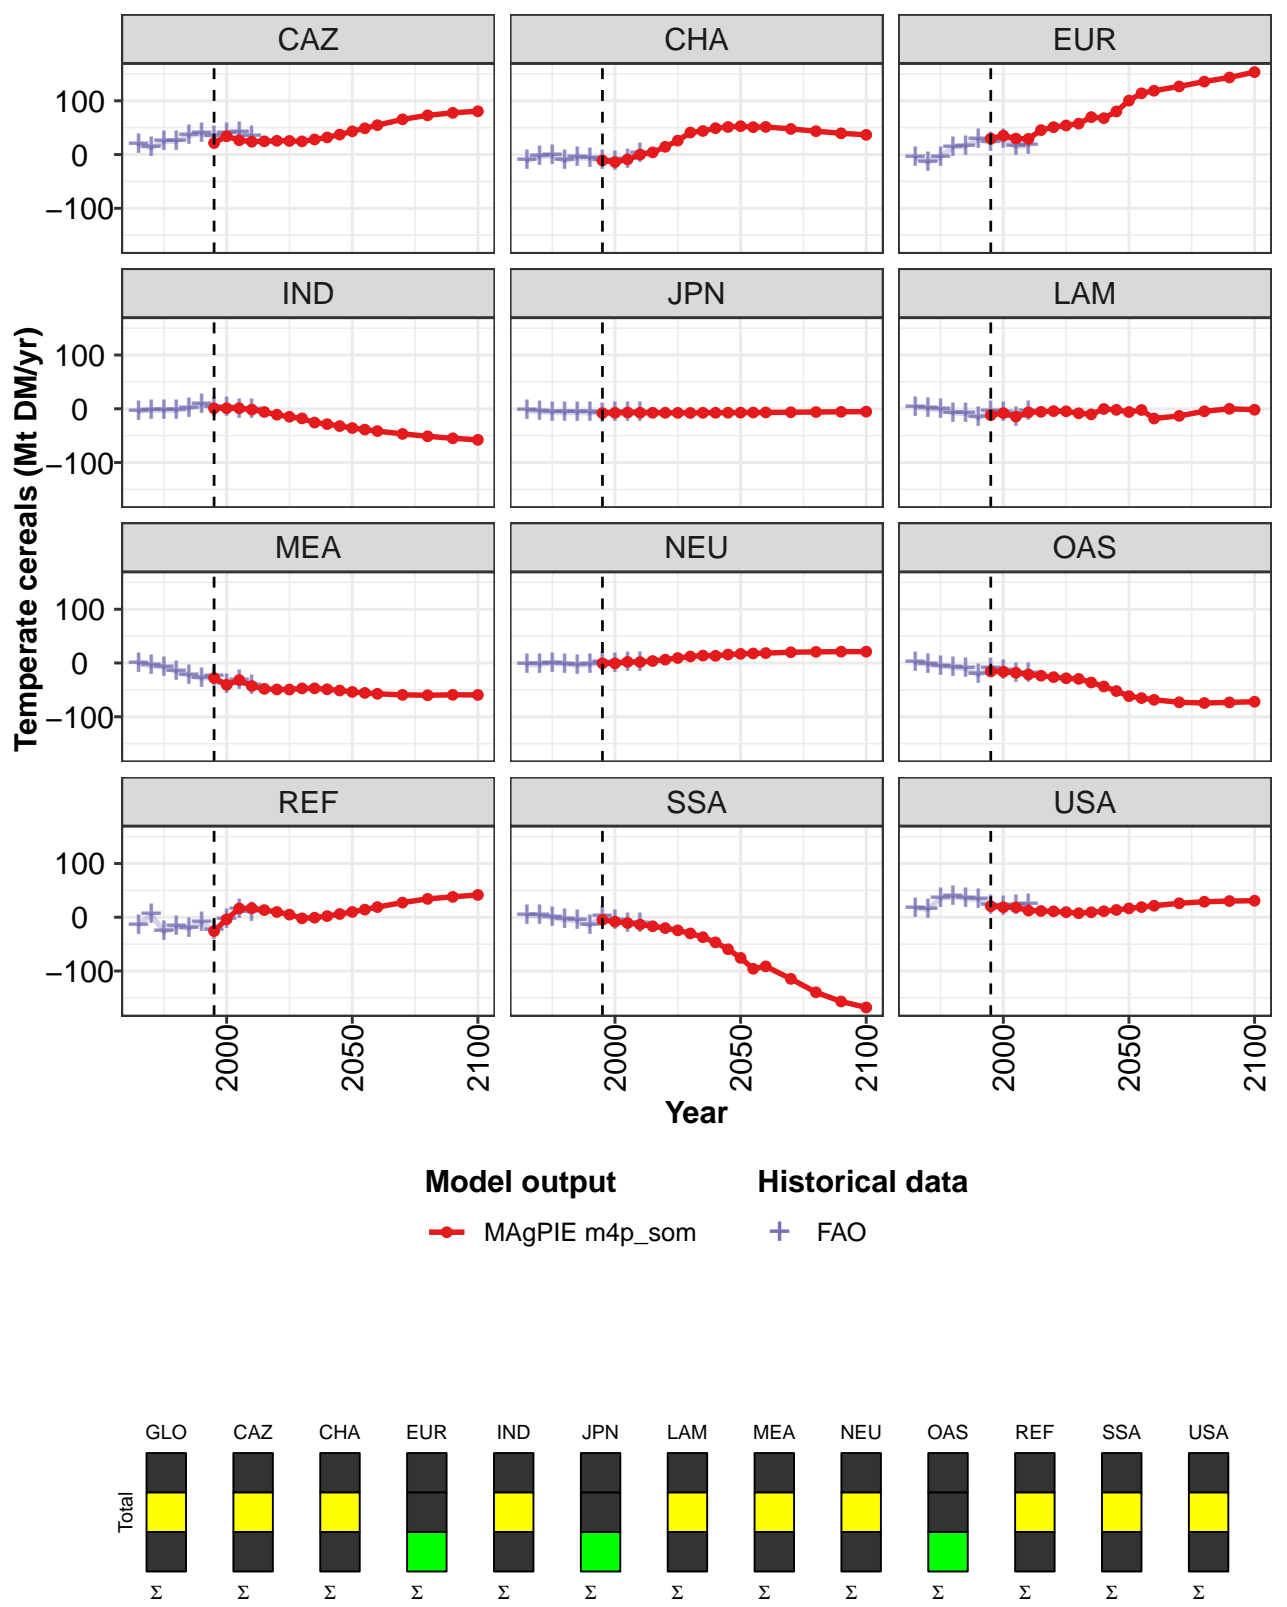 CAZ CHA EUR
100
0
−100
IND JPN LAM
100
0
−100
MEA NEU OAS
100
0
−100
REF SSA USA
100
0
−100
Temperate cereals (Mt DM/yr)
2000 2050 2100 2000 2050 2100 2000 2050 2100
Year
Model output Historical data
MAgPIE m4p_som FAO
GLO CAZ CHA EUR IND JPN LAM MEA NEU OAS REF SSA USA
Total
Σ Σ Σ Σ Σ Σ Σ Σ Σ Σ Σ Σ Σ